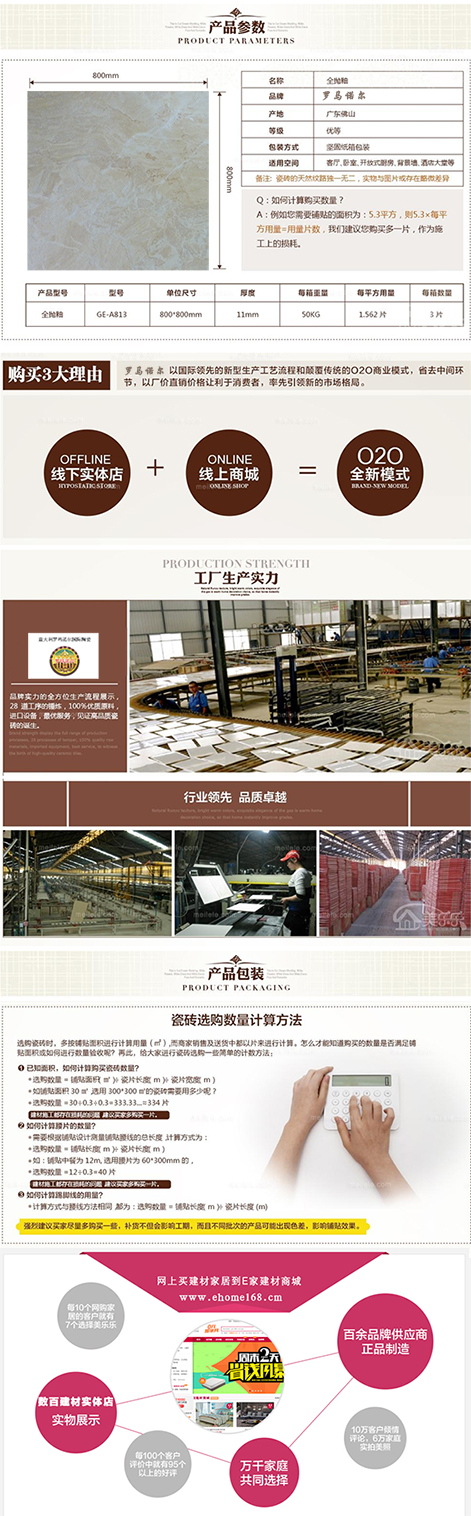 产品参数
PRODUCT PARAMETERS
800mm
800mm
名称 全抛釉
品牌 罗马诺尔
产地 广东佛山
等级 优等
包装方式 坚固纸箱包装
适用空间 客厅, 卧室, 开放式厨房, 背景墙, 酒店大堂等
备注: 瓷砖的天然纹路独一无二，实物与图片或存在略微差异
Q：如何计算购买数量？
A：例如您需要铺贴的面积为：5.3平方，则5.3×每平
方用量=用量片数，我们建议您购买多一片，作为施
工上的损耗。
产品型号 型号 单位尺寸 厚度 每箱重量 每平方用量 每箱数量
全抛釉 GE-A813 800*800mm 11mm 50KG 1.562 片 3 片
购买3大理由
罗马诺尔 以国际领先的新型生产工艺流程和颠覆传统的O2O商业模式，省去中间环
节，以厂价直销价格让利于消费者，率先引领新的市场格局。
OFFLINE
线下实体店
HYPOSTATIC STORE
+
ONLINE
线上商城
ONLINE SHOP
=
O2O
全新模式
BRAND-NEW MODEL
PRODUCTION STRENGTH
工厂生产实力
意大利罗马诺尔国际陶瓷
品牌实力的全方位生产流程展示，
28 道工序的锤炼，100%优质原料，
进口设备，最优服务，见证高品质瓷
砖的诞生。
行业领先 品质卓越
meilele.com
美乐乐
产品包装
PRODUCT PACKAGING
瓷砖选购数量计算方法
选购瓷砖时，多按铺贴面积进行计算用量（㎡），而商家销售及送货中都以片来进行计算。怎么才能知道购买的数量是否满足铺
贴面积或如何进行数量验收呢？再此，给大家进行瓷砖选购一些简单的计数方法；
❶ 已知面积，如何计算购买瓷砖数量？
• 选购数量 = 铺贴面积( ㎡ )÷ 瓷片长度( m )÷ 瓷片宽度( m )
• 如铺贴面积 30 ㎡ ,选用 300*300 ㎡的瓷砖需要用多少呢？
• 选购数量 =30÷0.3÷0.3=333.33...=334 片
建材施工都存在损耗的问题 ,建议买家多购买一片。
❷ 如何计算腰片的数量？
• 需要根据铺贴设计测量铺贴腰线的总长度 ,计算方式为：
• 选购数量 = 铺贴长度( m )÷ 瓷片长度( m )
• 如：铺贴中餐为 12m, 选用腰片为 60*300mm 的，
• 选购数量 =12÷0.3=40 片
建材施工都存在损耗的问题 ,建议买家多购买一片。
❸ 如何计算踢脚线的用量？
• 计算方式与腰线方法相同 ,即为：选购数量 = 铺贴长度( m )÷ 瓷片长度 (m)
强烈建议买家尽量多购买一些，补货不但会影响工期，而且不同批次的产品可能出现色差，影响铺贴效果。
网上买建材家居到E家建材商城
www.ehome168.cn
每10个网购家
居的客户就有
7个选择美乐乐
百余品牌供应商
正品制造
周末2天
省钱风暴
数百建材实体店
实物展示
10万客户倾情
评论，6万家庭
实拍美照
每100个客户
评价中就有95个
以上的好评
万千家庭
共同选择